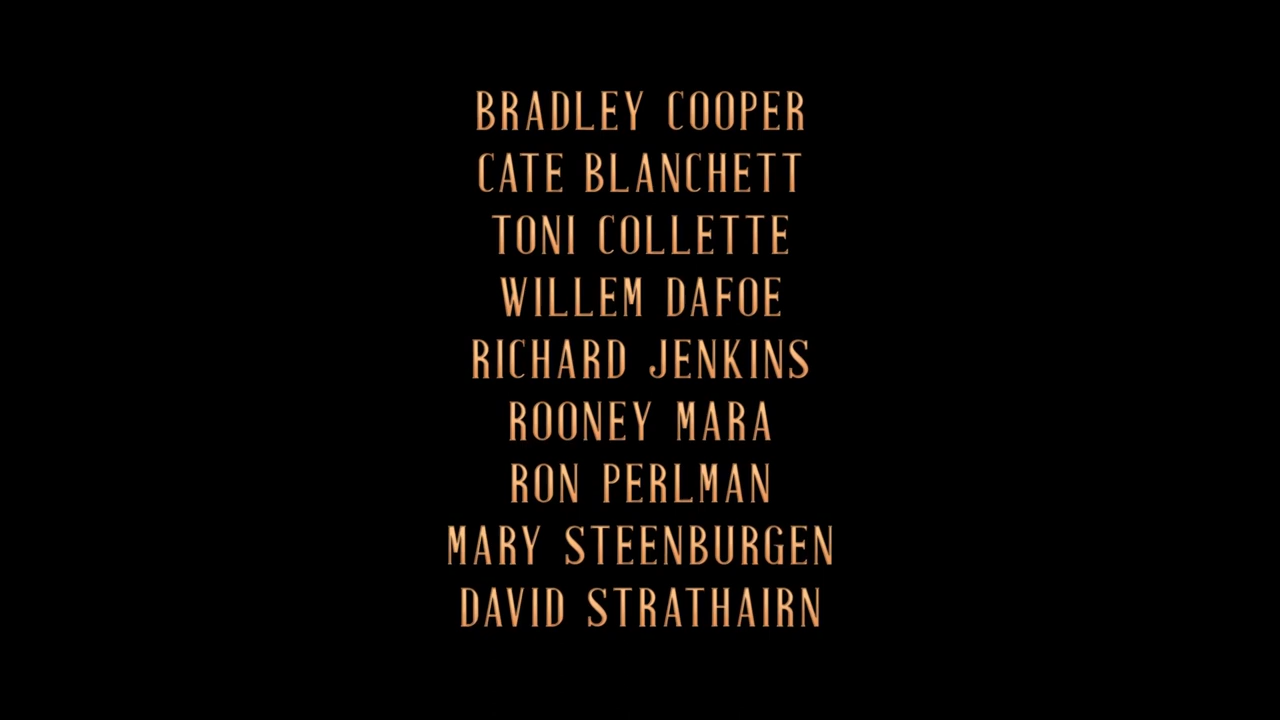 BRADLEY COOPER
CATE BLANCHETT
TONI COLLETTE
WILLEM DAFOE
RICHARD JENKINS
ROONEY MARA
RON PERLMAN
MARY STEENBURGEN
DAVID STRATHAIRN